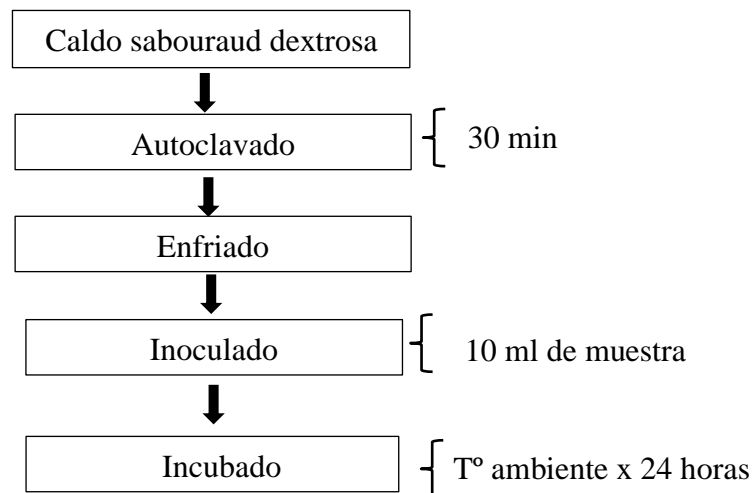 Caldo sabouraud dextrosa
Autoclavado
30 min
Enfriado
Inoculado
10 ml de muestra
Incubado
Tº ambiente x 24 horas